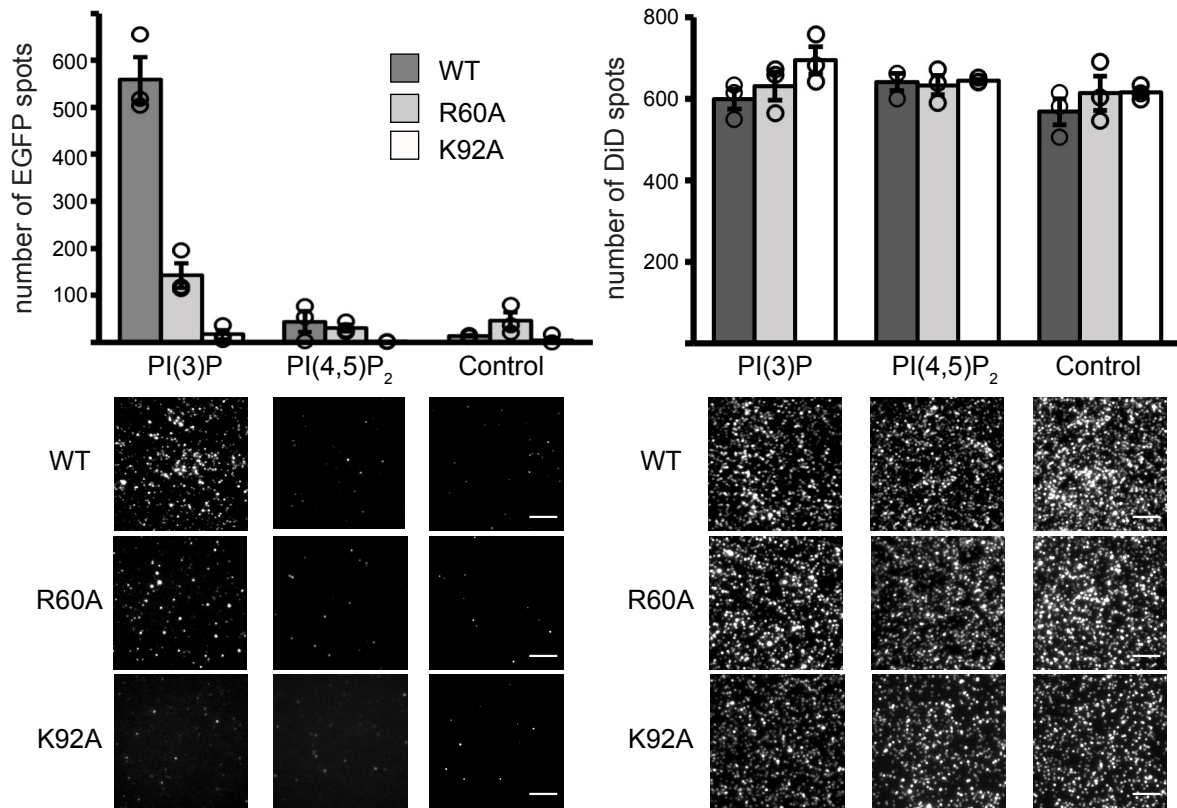 number of EGFP spots
600
500
400
300
200
100
WT
R60A
K92A
PI(3)P
PI(4,5)P2
Control
number of DiD spots
800
600
400
200
PI(3)P
PI(4,5)P2
Control
WT
R60A
K92A
WT
R60A
K92A